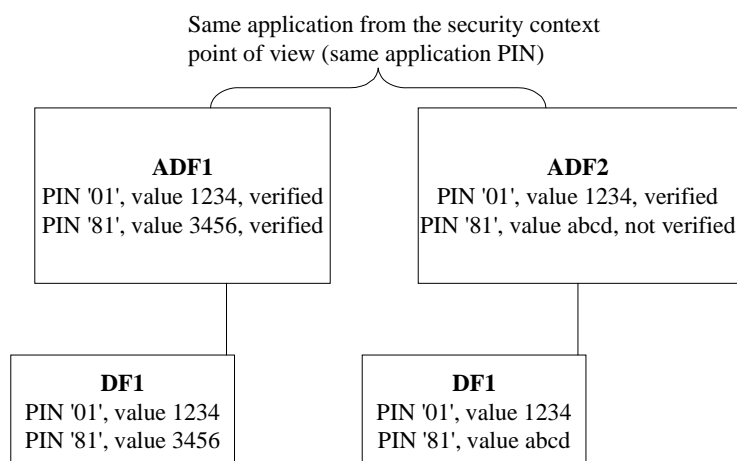 Same application from the security context
point of view (same application PIN)
ADF1
PIN '01', value 1234, verified
PIN '81', value 3456, verified
ADF2
PIN '01', value 1234, verified
PIN '81', value abcd, not verified
DF1
PIN '01', value 1234
PIN '81', value 3456
DF1
PIN '01', value 1234
PIN '81', value abcd